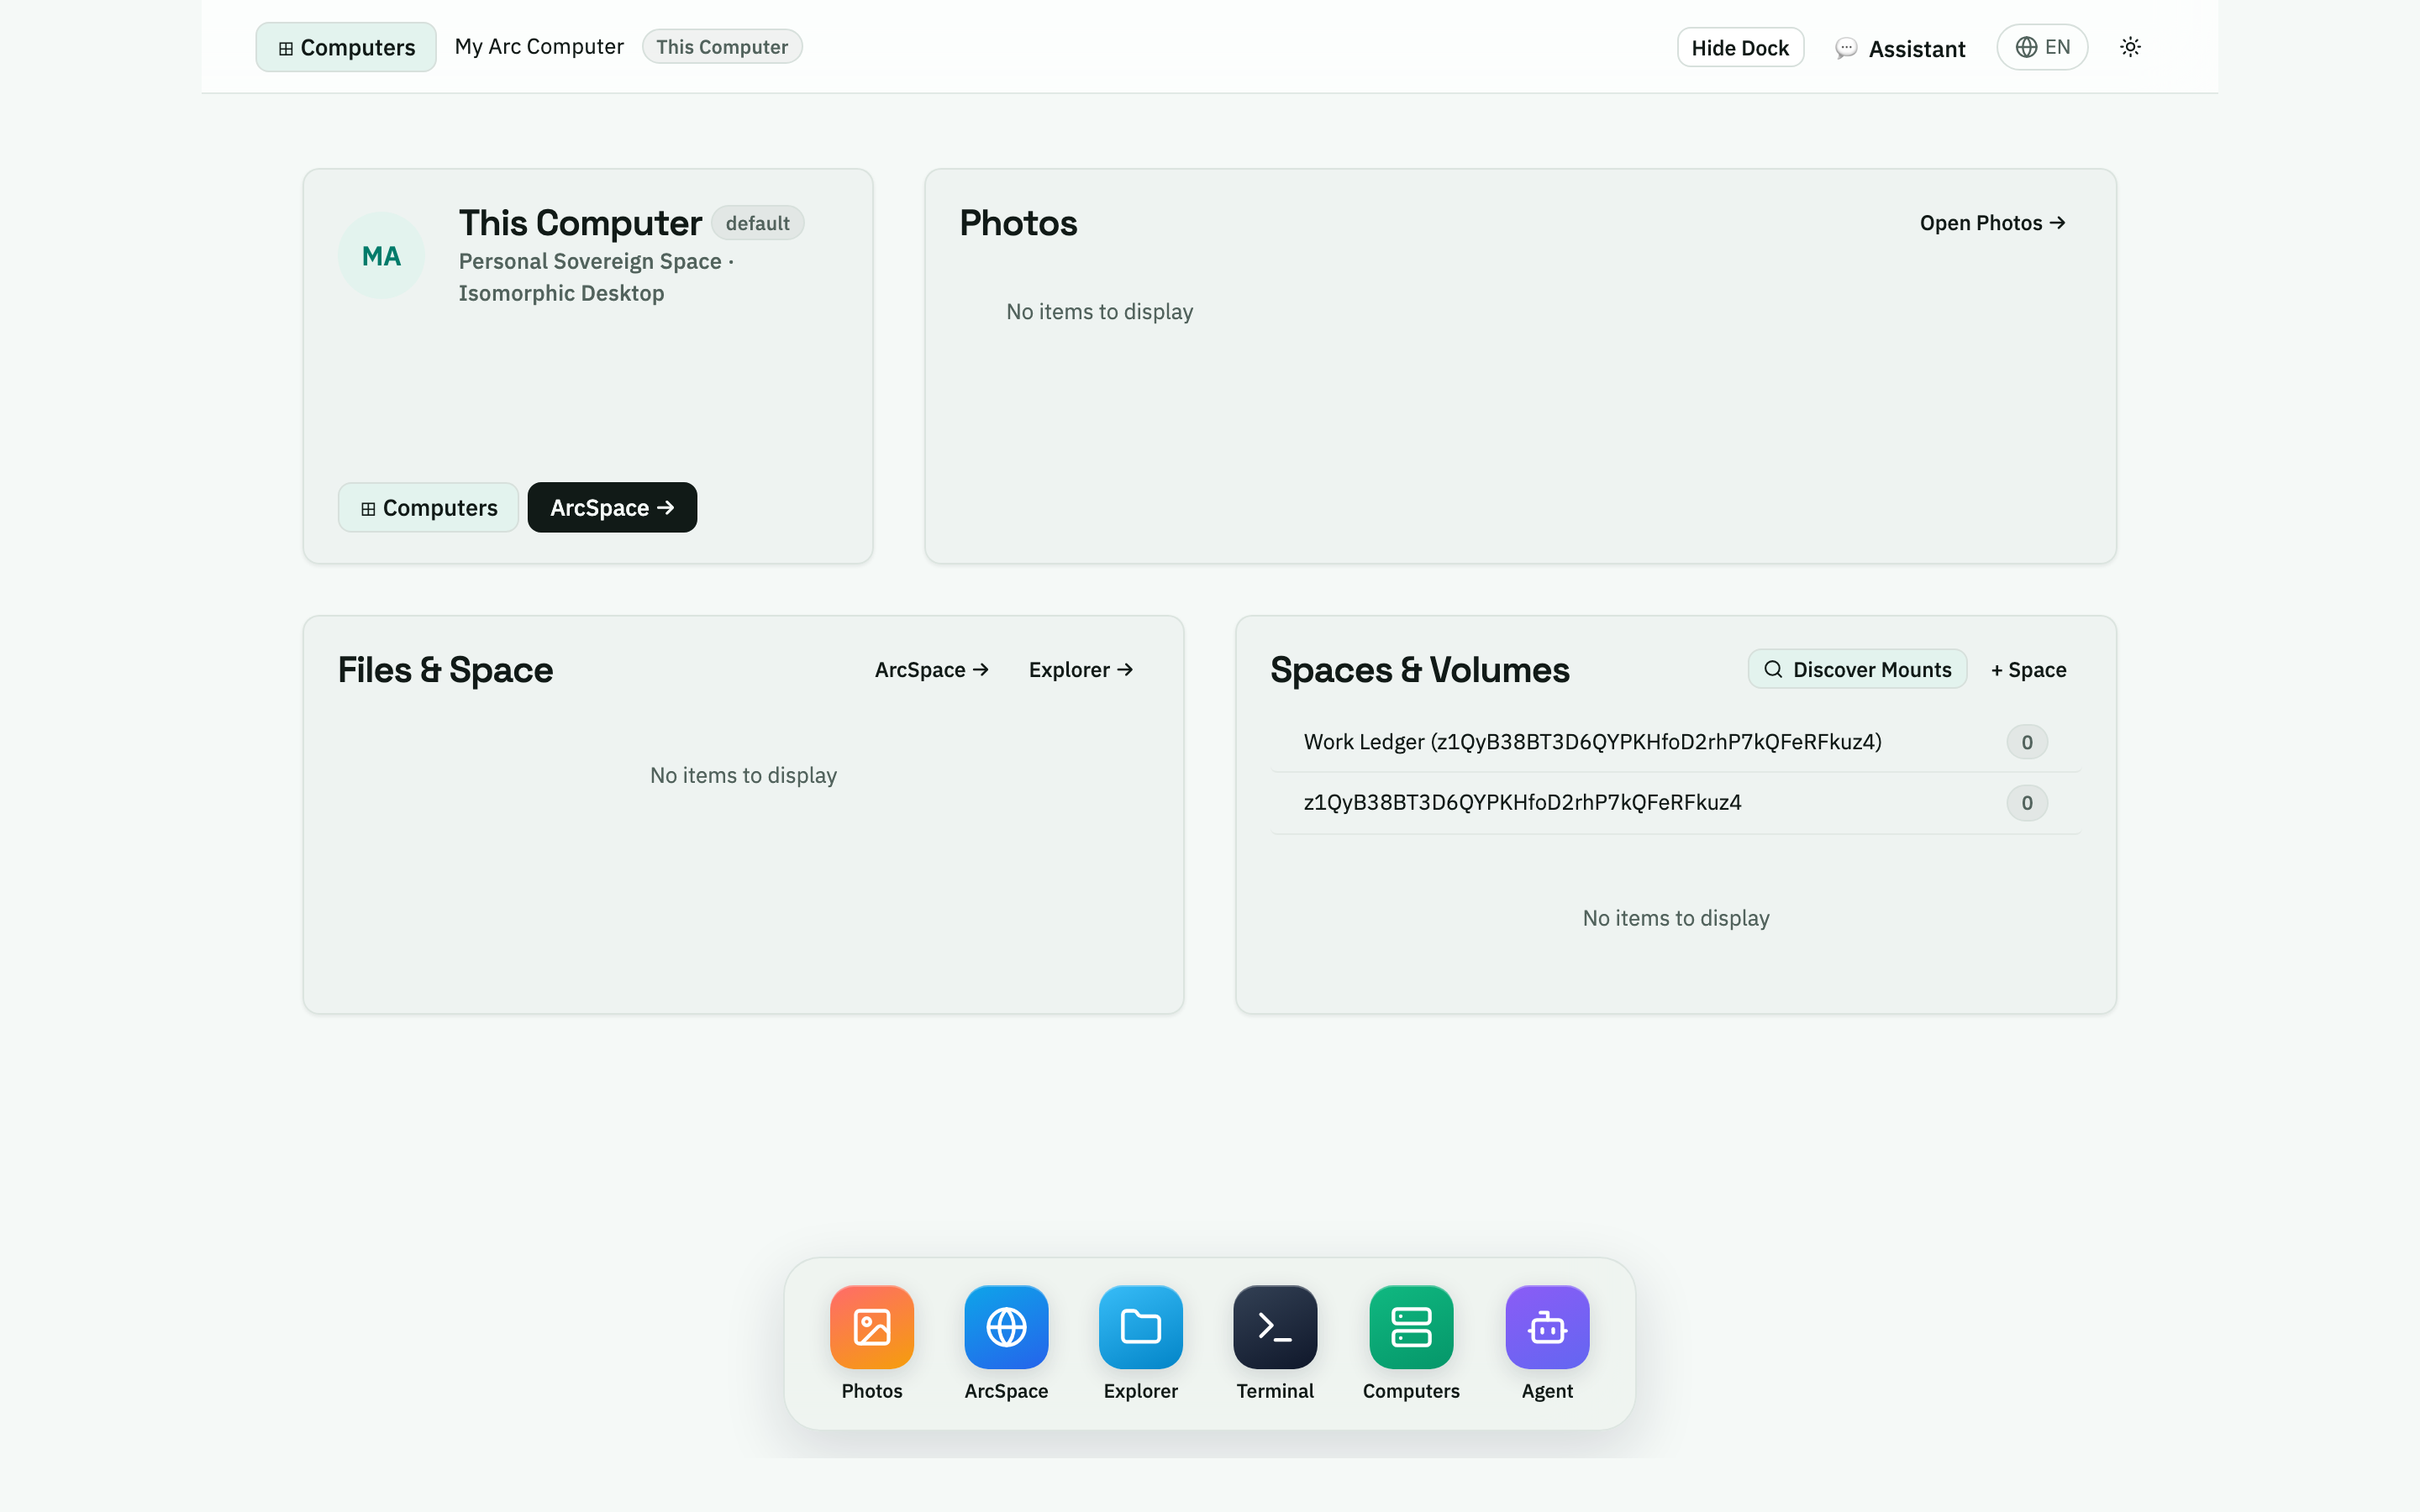 Computers My Arc Computer This Computer
Hide Dock Assistant EN
This Computer default
MA
Personal Sovereign Space ·
Isomorphic Desktop
Computers ArcSpace →
Photos
Open Photos →
No items to display
Files & Space
ArcSpace → Explorer →
No items to display
Spaces & Volumes
Discover Mounts + Space
Work Ledger (z1QyB38BT3D6QYPKHfoD2rhP7kQFeRFkuz4) 0
z1QyB38BT3D6QYPKHfoD2rhP7kQFeRFkuz4 0
No items to display
Photos ArcSpace Explorer Terminal Computers Agent